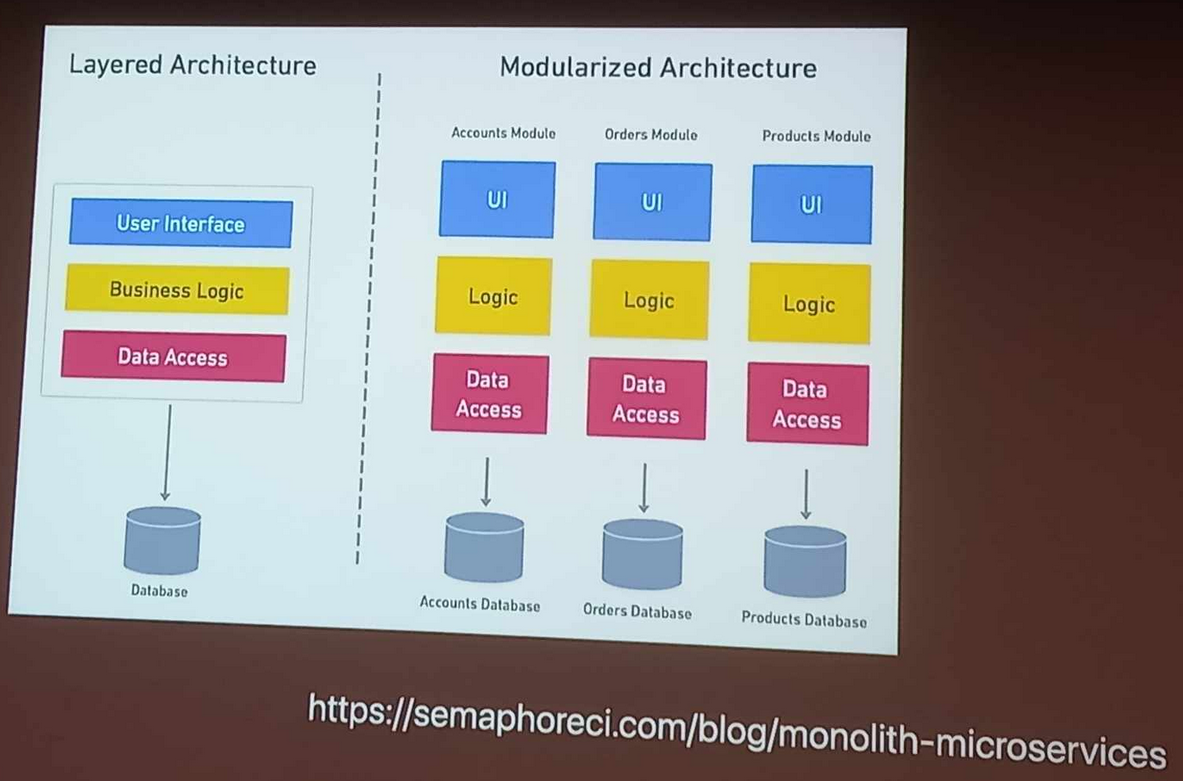 Layered Architecture
User Interface
Business Logic
Data Access
Database
Modularized Architecture
Accounts Module
Orders Module
Products Module
UI
UI
UI
Logic
Logic
Logic
Data
Access
Data
Access
Data
Access
Accounts Database
Orders Database
Products Database
https://semaphoreci.com/blog/monolith-microservices